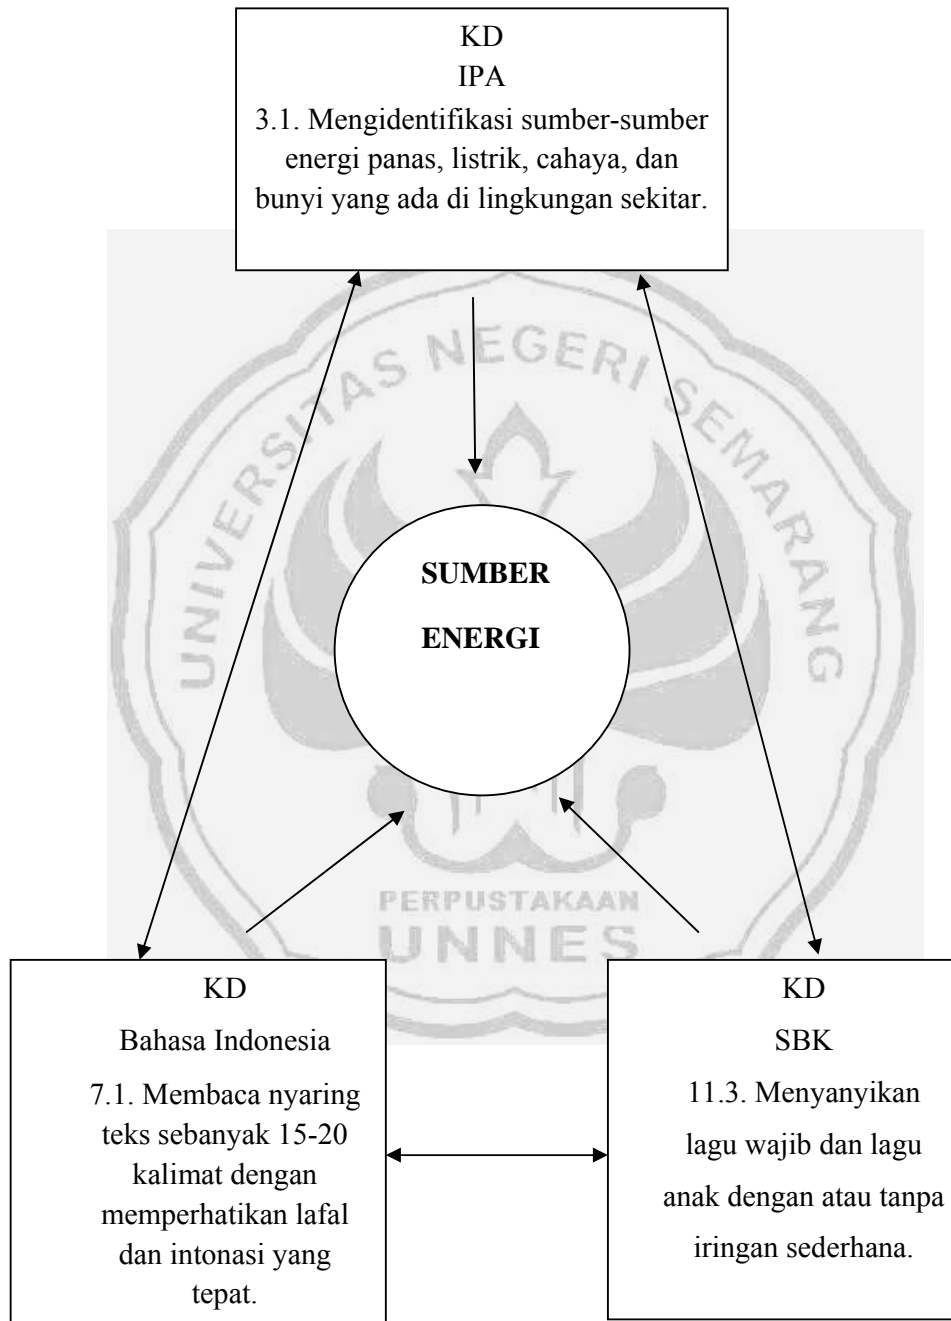 KD
IPA
3.1. Mengidentifikasi sumber-sumber
energi panas, listrik, cahaya, dan
bunyi yang ada di lingkungan sekitar.
UNIVERSITAS NEGERI SEMARANG
SUMBER
ENERGI
PERPUSTAKAAN
UNNES
KD
Bahasa Indonesia
7.1. Membaca nyaring
teks sebanyak 15-20
kalimat dengan
memperhatikan lafal
dan intonasi yang
tepat.
KD
SBK
11.3. Menyanyikan
lagu wajib dan lagu
anak dengan atau tanpa
iringan sederhana.